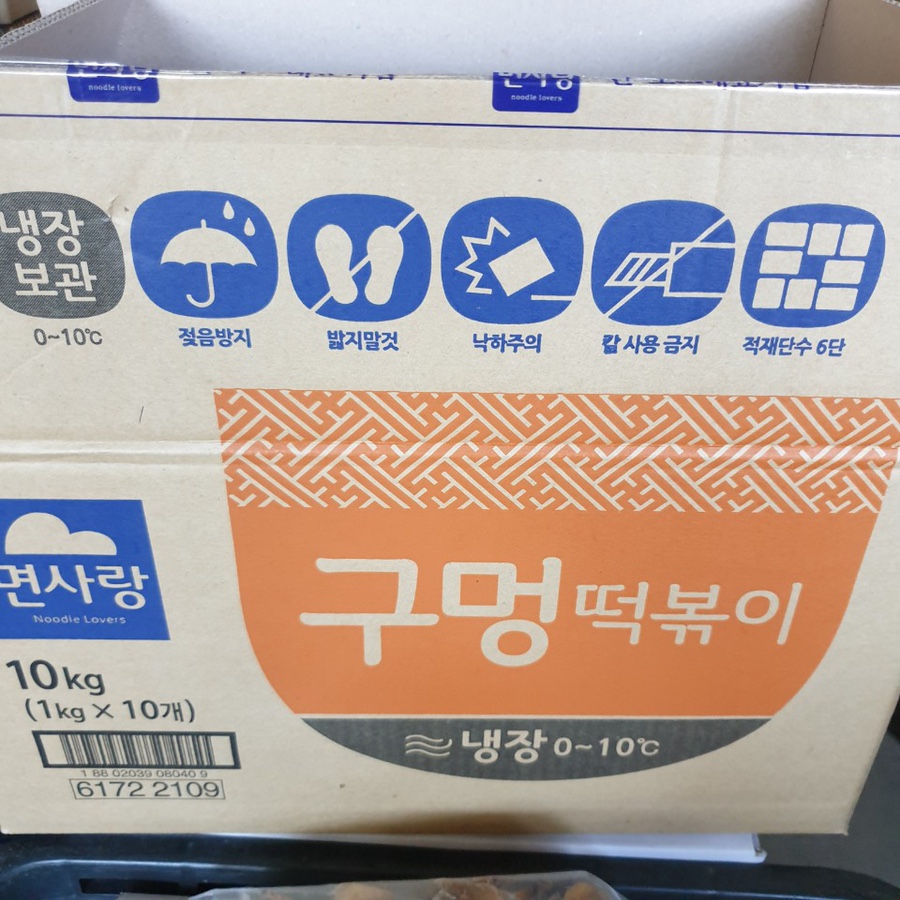 noodle lovers
면사랑
noodle lovers
냉장
보관
0~10℃
젖음방지
밟지말것
낙하주의
칼 사용 금지
적재단수 6단
면사랑
Noodle Lovers
구멍 떡볶이
10kg
(1kg × 10개)
냉장 0~10℃
1 88 02039 08040 9
6172 2109